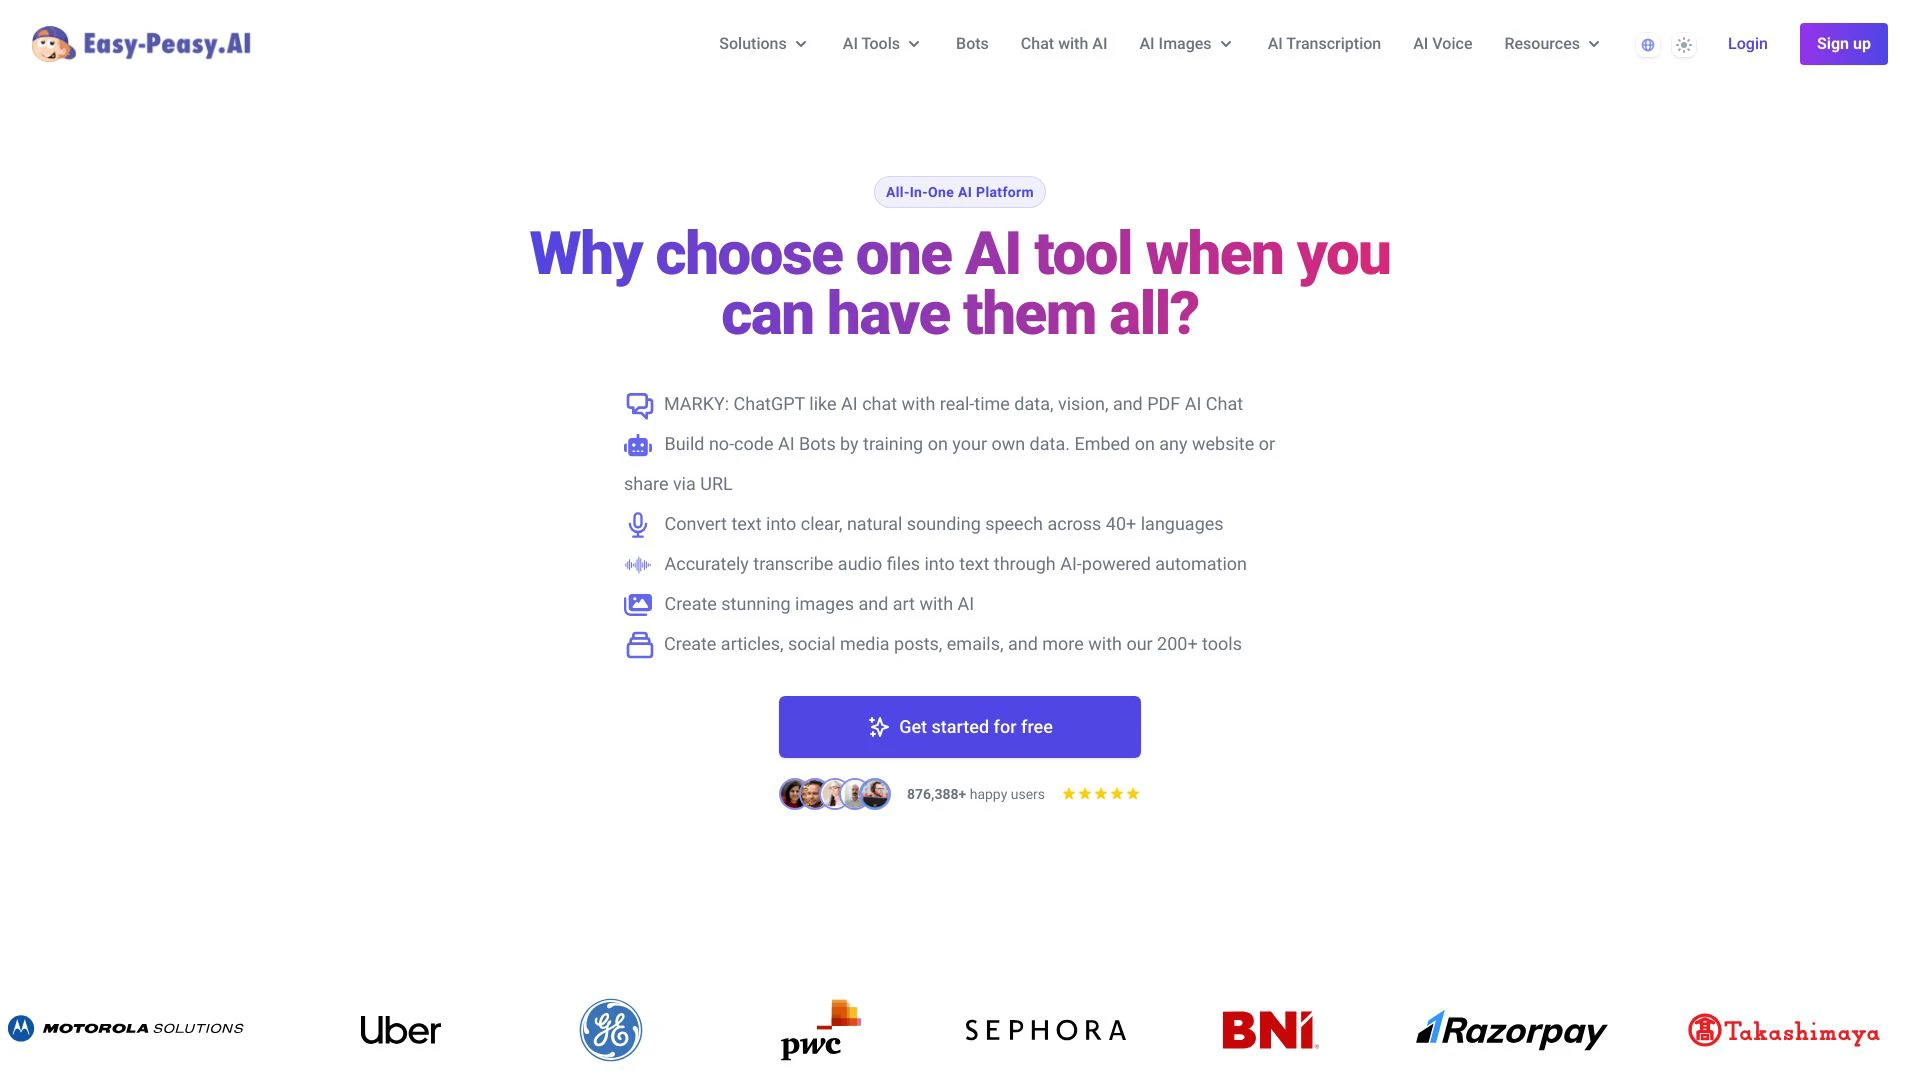 Easy-Peasy.AI
Solutions
AI Tools
Bots
Chat with AI
AI Images
AI Transcription
AI Voice
Resources
Login
Sign up
All-In-One AI Platform
Why choose one AI tool when you
can have them all?
MARKY: ChatGPT like AI chat with real-time data, vision, and PDF AI Chat
Build no-code AI Bots by training on your own data. Embed on any website or
share via URL
Convert text into clear, natural sounding speech across 40+ languages
Accurately transcribe audio files into text through AI-powered automation
Create stunning images and art with AI
Create articles, social media posts, emails, and more with our 200+ tools
Get started for free
876,388+ happy users
MOTOROLA SOLUTIONS
Uber
GE
pwc
SEPHORA
BNI
Razorpay
髙 Takashimaya